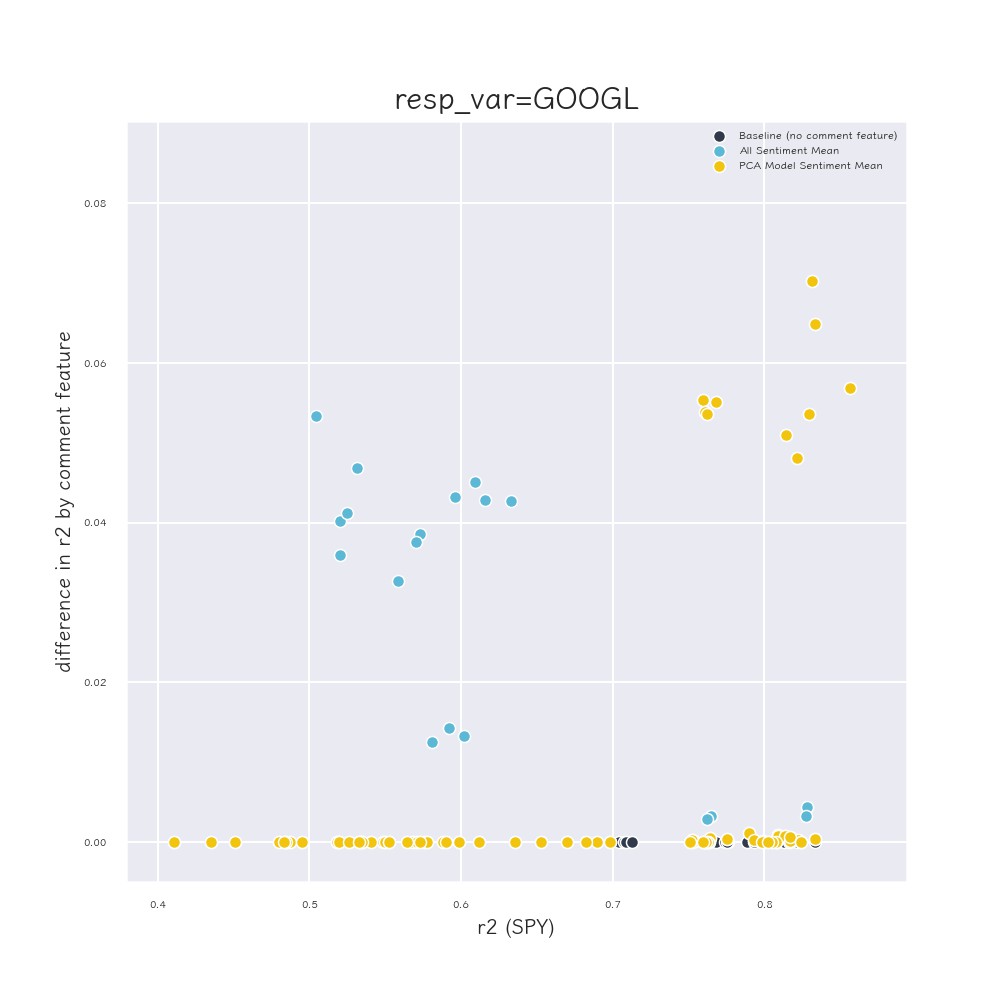 resp_var=GOOGL
Baseline (no comment feature)
All Sentiment Mean
PCA Model Sentiment Mean
difference in r2 by comment feature
0.08
0.06
0.04
0.02
0.00
0.4 0.5 0.6 0.7 0.8
r2 (SPY)